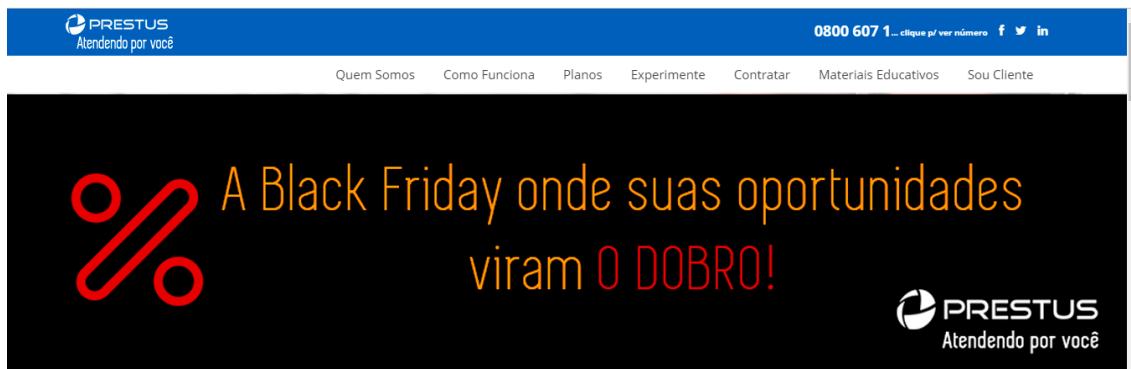 PRESTUS
Atendendo por você
0800 607 1... clique p/ ver número f in
Quem Somos Como Funciona Planos Experimente Contratar Materiais Educativos Sou Cliente
% A Black Friday onde suas oportunidades
viram O DOBRO!
PRESTUS
Atendendo por você